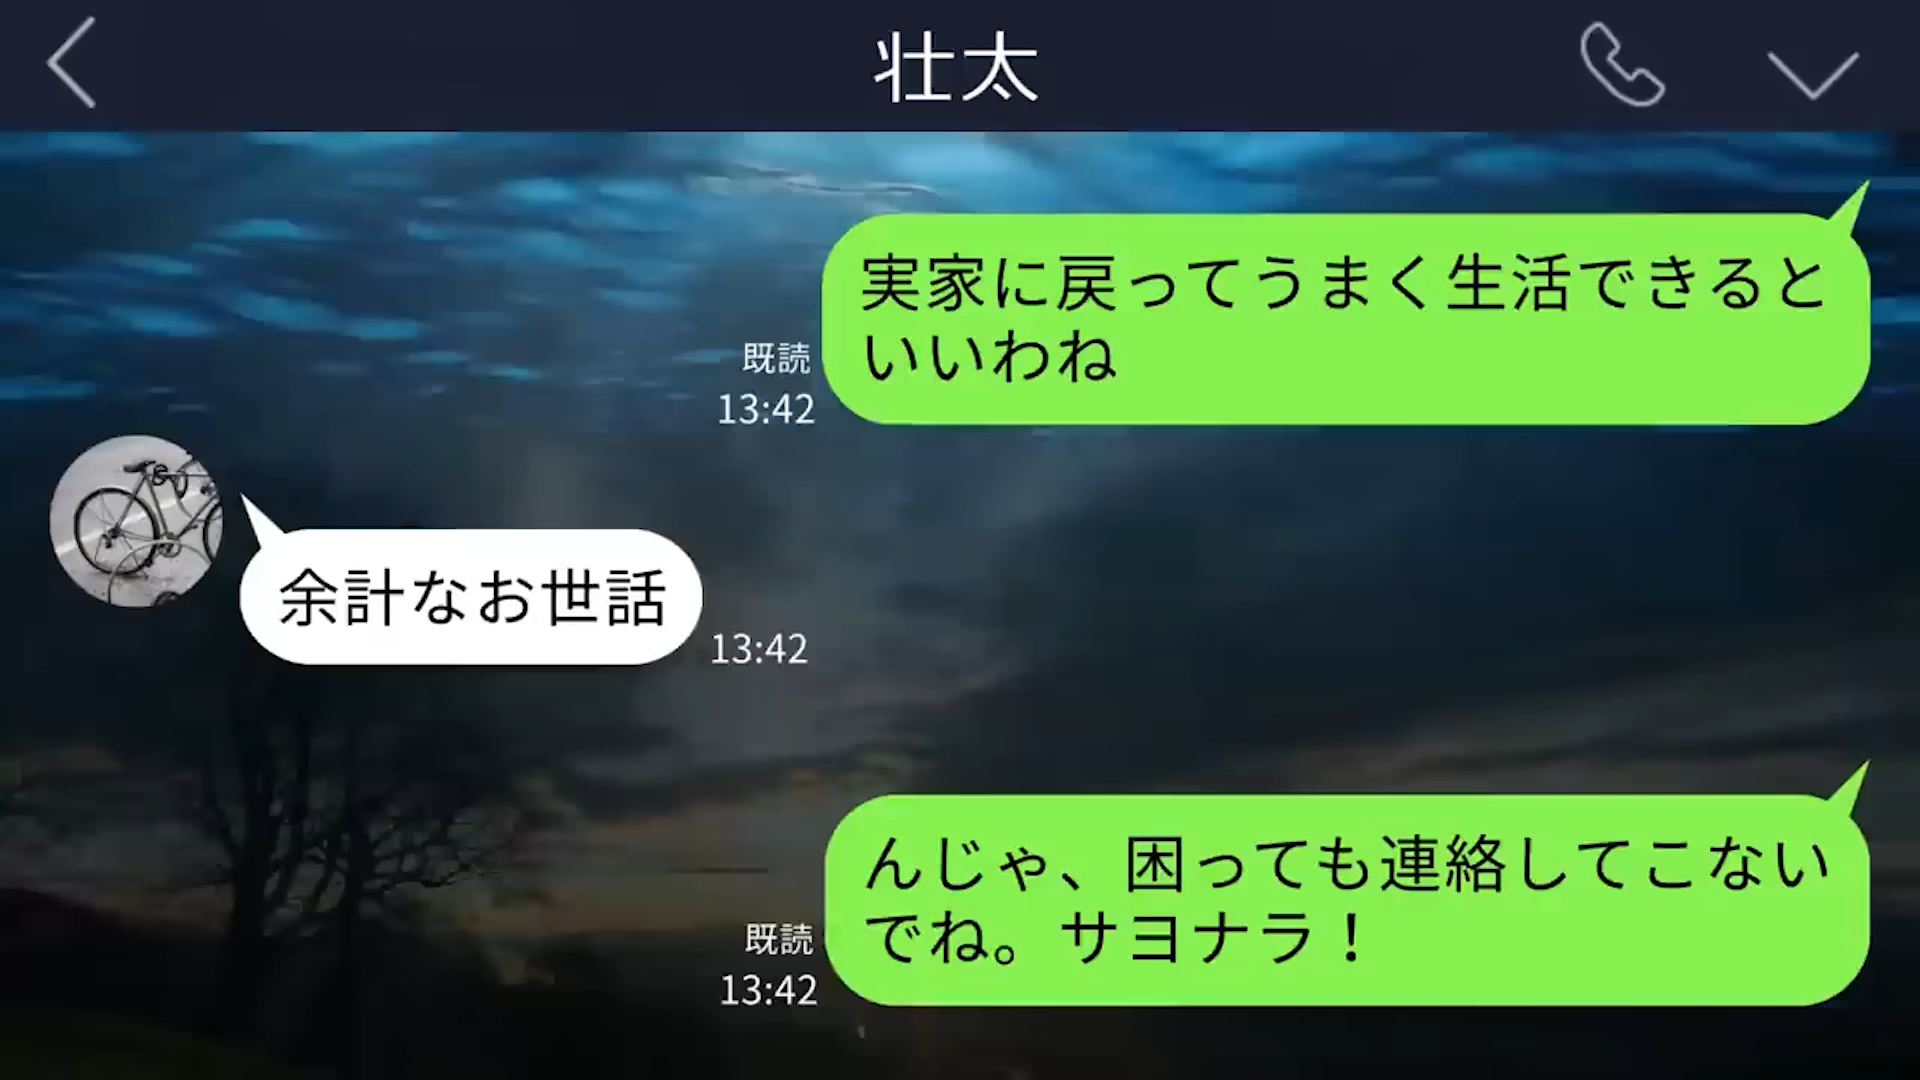 壮太
実家に戻ってうまく生活できると
いいわね
既読
13:42
余計なお世話
13:42
んじゃ、困っても連絡してこない
でね。サヨナラ！
既読
13:42